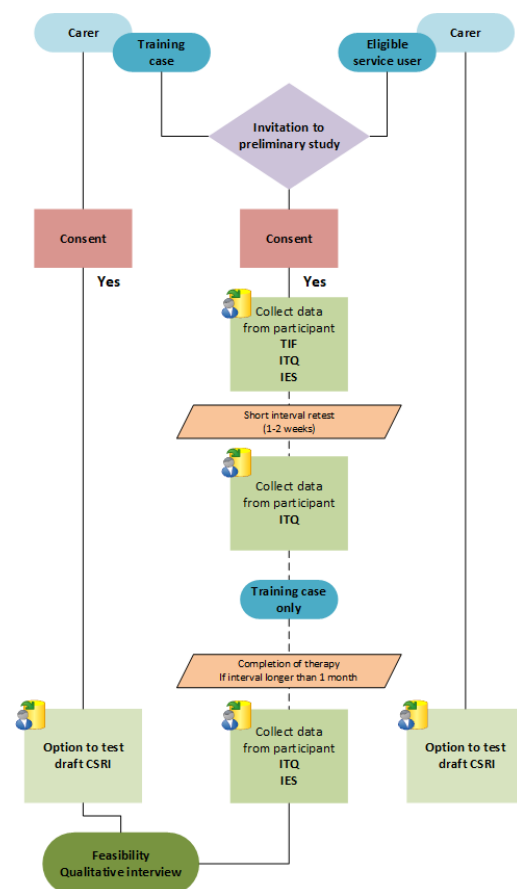 Carer
Training
case
Eligible
service user
Carer
Invitation to
preliminary study
Consent
Consent
Yes
Yes
Collect data
from participant
TIF
ITQ
IES
Short interval retest
(1-2 weeks)
Collect data
from participant
ITQ
Training case
only
Completion of therapy
If interval longer than 1 month
Option to test
draft CSRI
Collect data
from participant
ITQ
IES
Option to test
draft CSRI
Feasibility
Qualitative interview